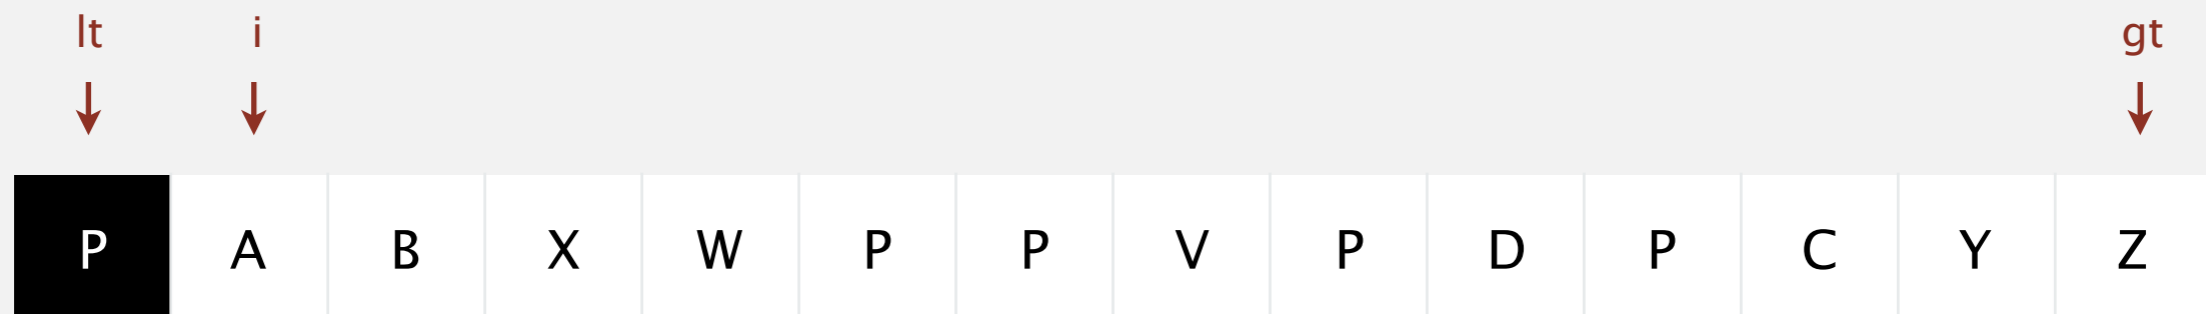 lt i gt
P A B X W P P V P D P C Y Z